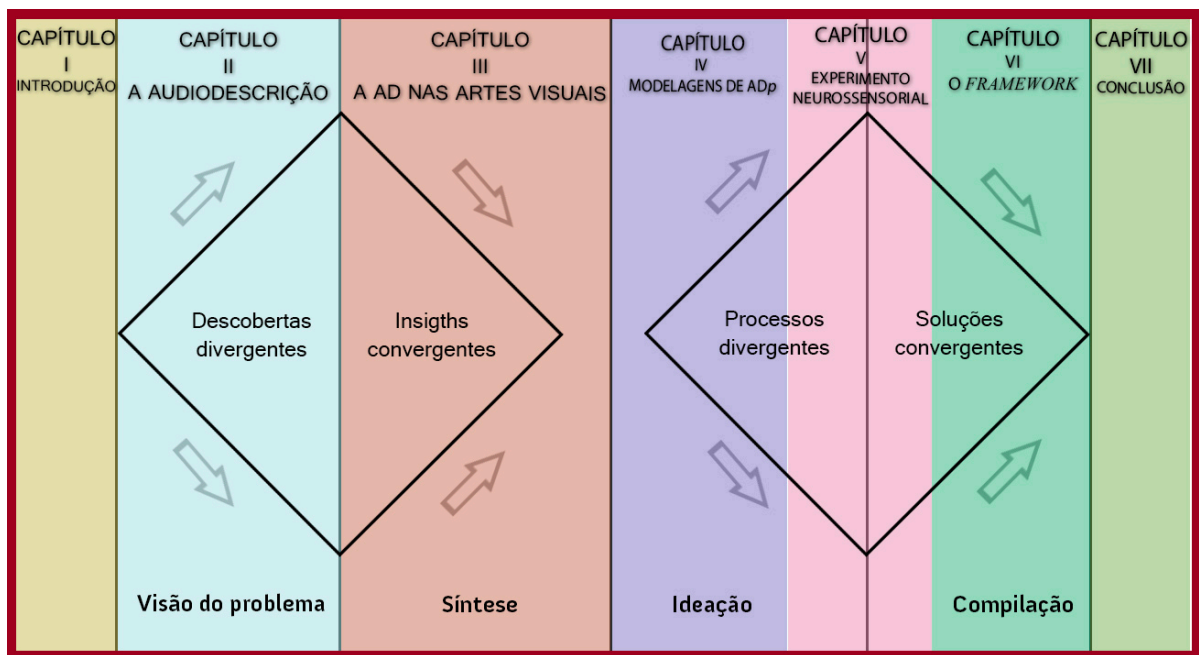 CAPÍTULO
I
INTRODUÇÃO
CAPÍTULO
II
A AUDIODESCRIÇÃO
CAPÍTULO
III
A AD NAS ARTES VISUAIS
CAPÍTULO
IV
MODELAGENS DE ADp
CAPÍTULO
V
EXPERIMENTO
NEUROSSENSORIAL
CAPÍTULO
VI
O FRAMEWORK
CAPÍTULO
VII
CONCLUSÃO
Descobertas
divergentes
Insigths
convergentes
Processos
divergentes
Soluções
convergentes
Visão do problema
Síntese
Ideação
Compilação